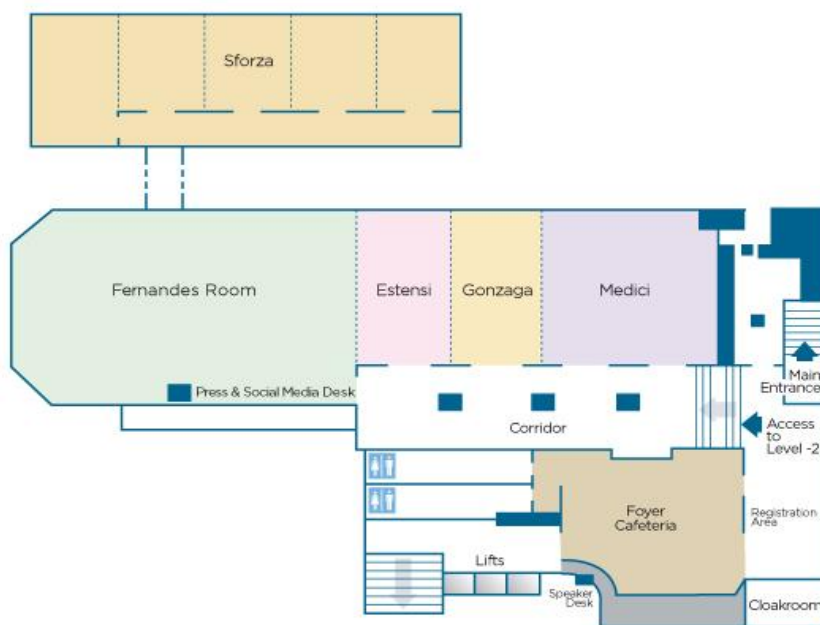 Sforza
Fernandes Room
Estensi
Gonzaga
Medici
Main
Entrance
Press & Social Media Desk
Corridor
Access
to
Level -2
Foyer
Cafeteria
Registration
Area
Lifts
Speaker
Desk
Cloakroom